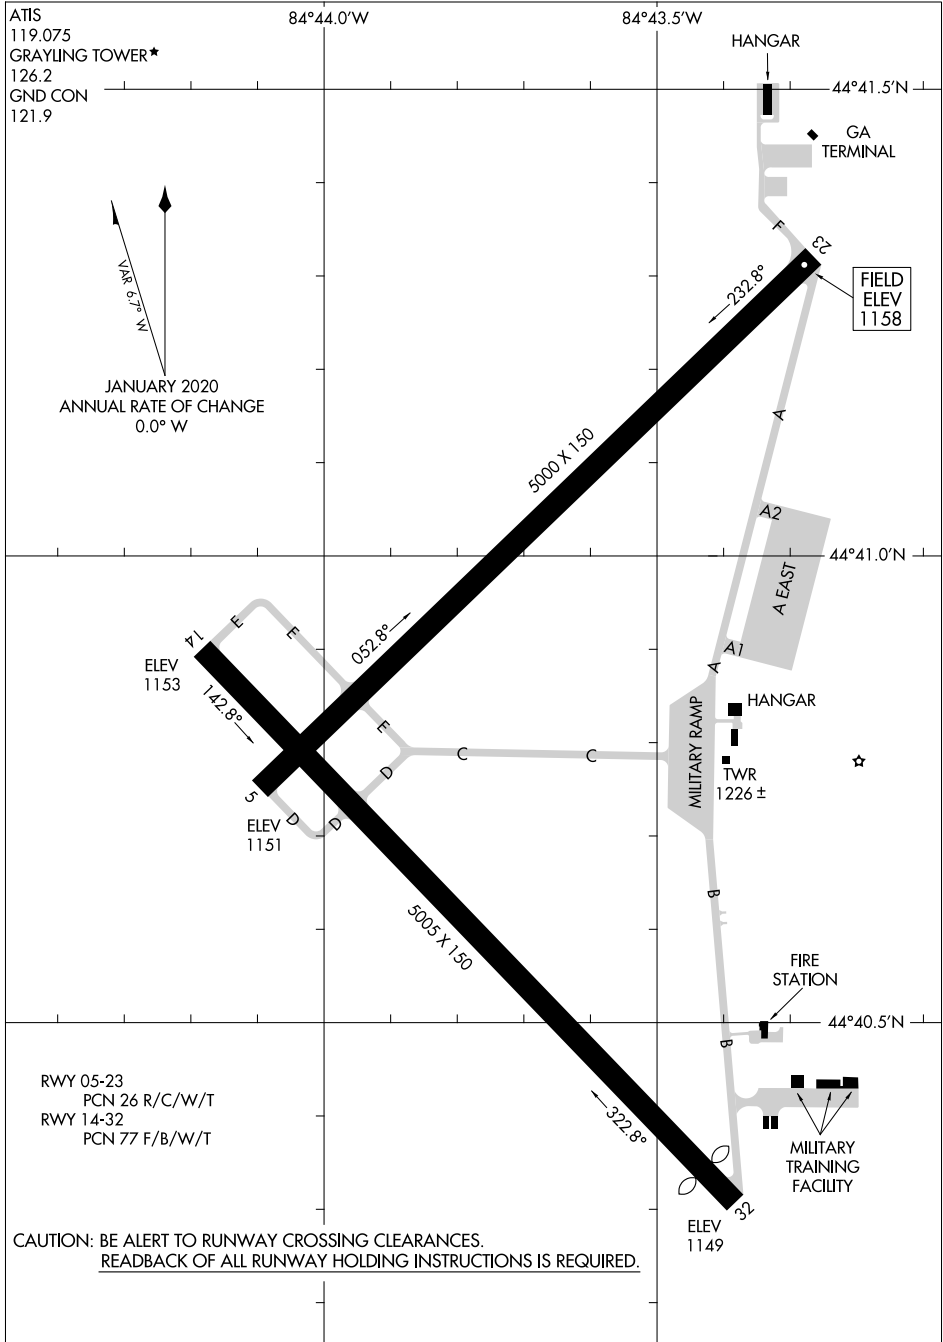 ATIS
119.075
GRAYLING TOWER★
126.2
GND CON
121.9
84°44.0'W
84°43.5'W
HANGAR
44°41.5'N
GA
TERMINAL
F
23
VAR 6.7° W
JANUARY 2020
ANNUAL RATE OF CHANGE
0.0° W
232.8°
FIELD
ELEV
1158
A
5000 X 150
A2
44°41.0'N
A EAST
E
E
14
052.8°
A1
A
ELEV
1153
142.8°
E
HANGAR
MILITARY RAMP
C
C
D
TWR
1226 ±
5
D
D
ELEV
1151
B
5005 X 150
FIRE
STATION
44°40.5'N
B
RWY 05-23
PCN 26 R/C/W/T
RWY 14-32
PCN 77 F/B/W/T
322.8°
MILITARY
TRAINING
FACILITY
32
ELEV
1149
CAUTION: BE ALERT TO RUNWAY CROSSING CLEARANCES.
READBACK OF ALL RUNWAY HOLDING INSTRUCTIONS IS REQUIRED.